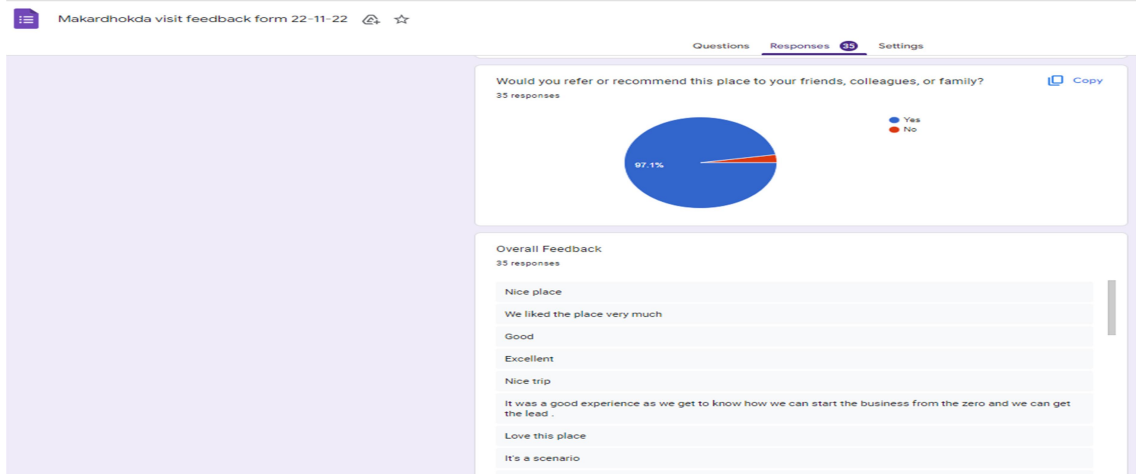 Makardhokda visit feedback form 22-11-22
Questions Responses 35 Settings
Would you refer or recommend this place to your friends, colleagues, or family?
Copy
35 responses
Yes
No
97.1%
Overall Feedback
35 responses
Nice place
We liked the place very much
Good
Excellent
Nice trip
It was a good experience as we get to know how we can start the business from the zero and we can get
the lead .
Love this place
It's a scenario